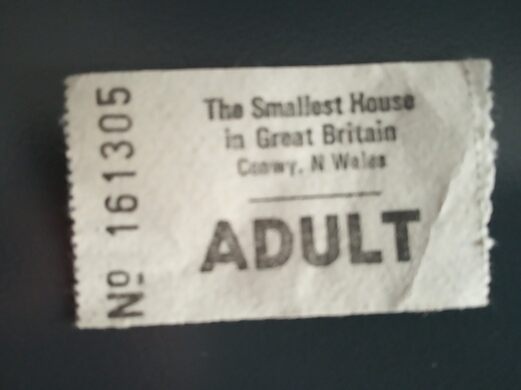 Nº 161305
The Smallest House
in Great Britain
Conwy, N Wales
ADULT